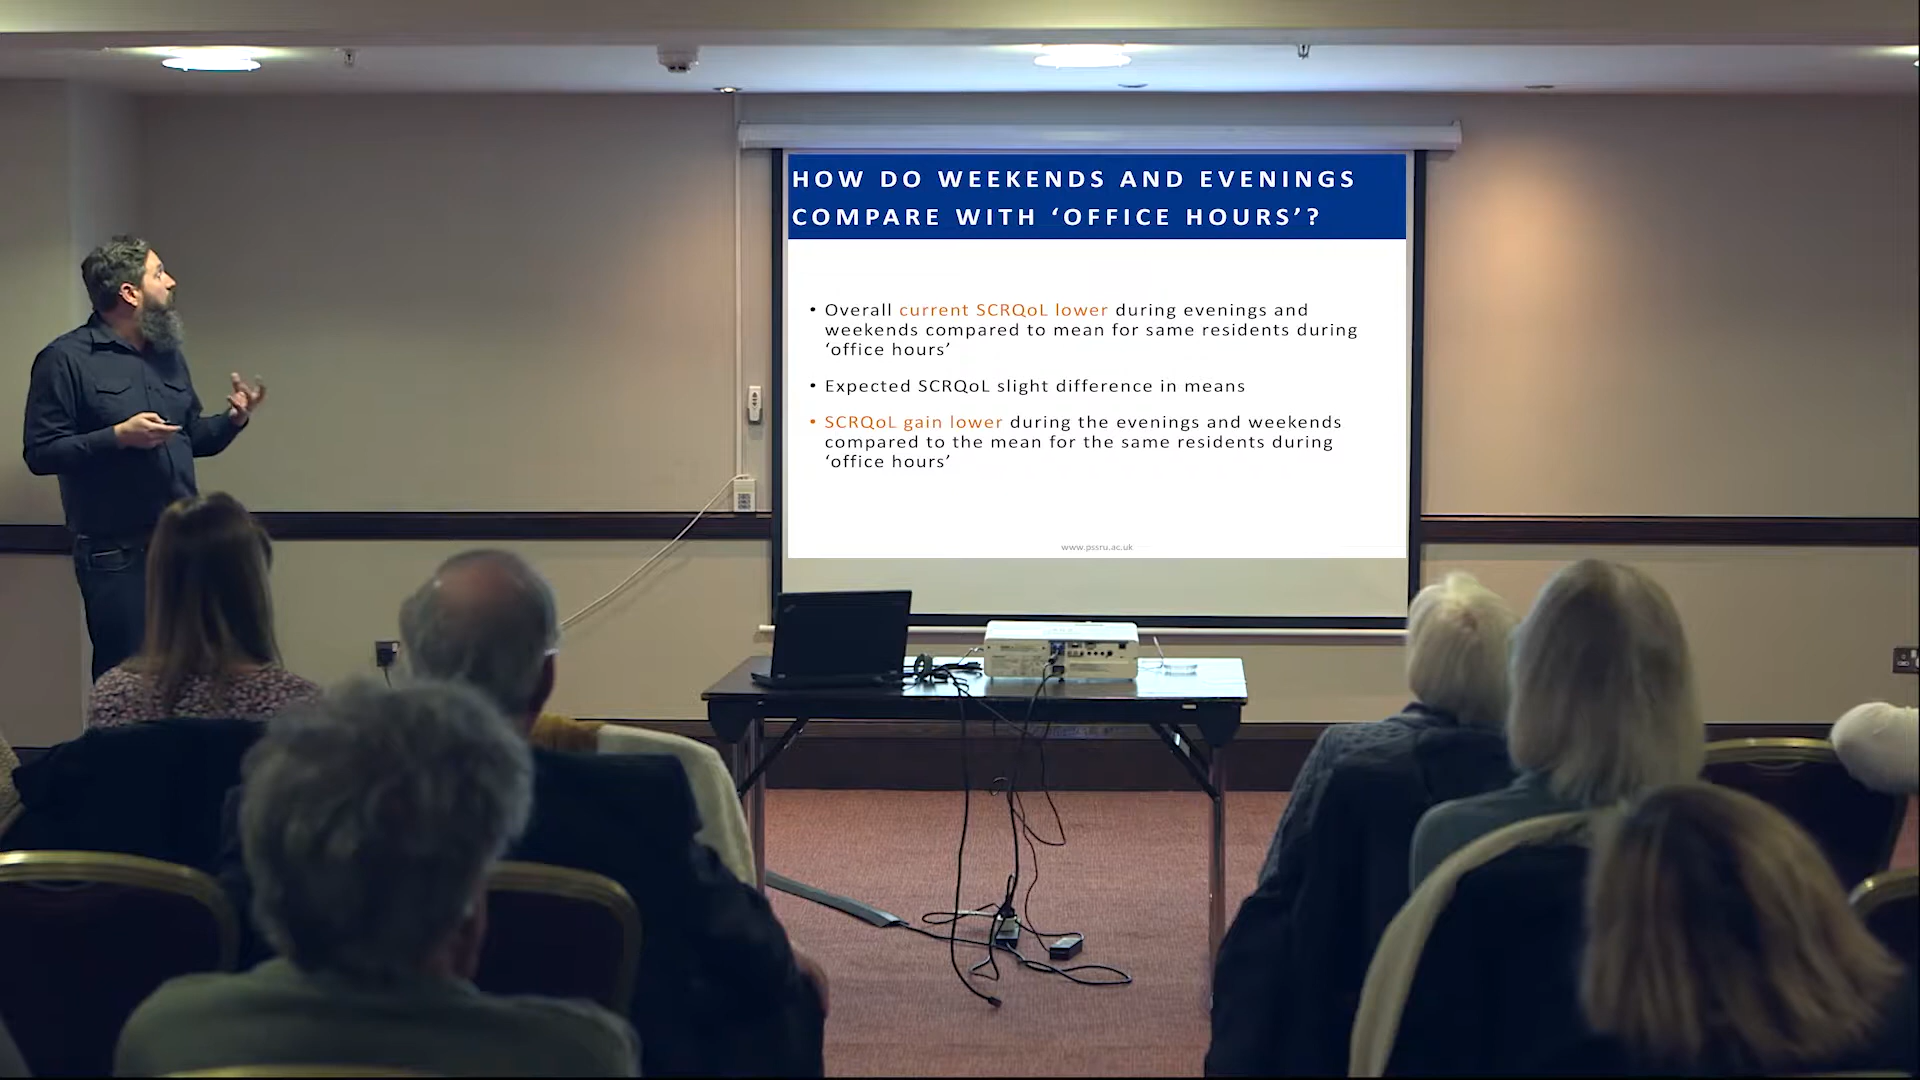 HOW DO WEEKENDS AND EVENINGS
COMPARE WITH ‘OFFICE HOURS’?
• Overall current SCRQoL lower during evenings and
weekends compared to mean for same residents during
‘office hours’
• Expected SCRQoL slight difference in means
• SCRQoL gain lower during the evenings and weekends
compared to the mean for the same residents during
‘office hours’
www.pssru.ac.uk